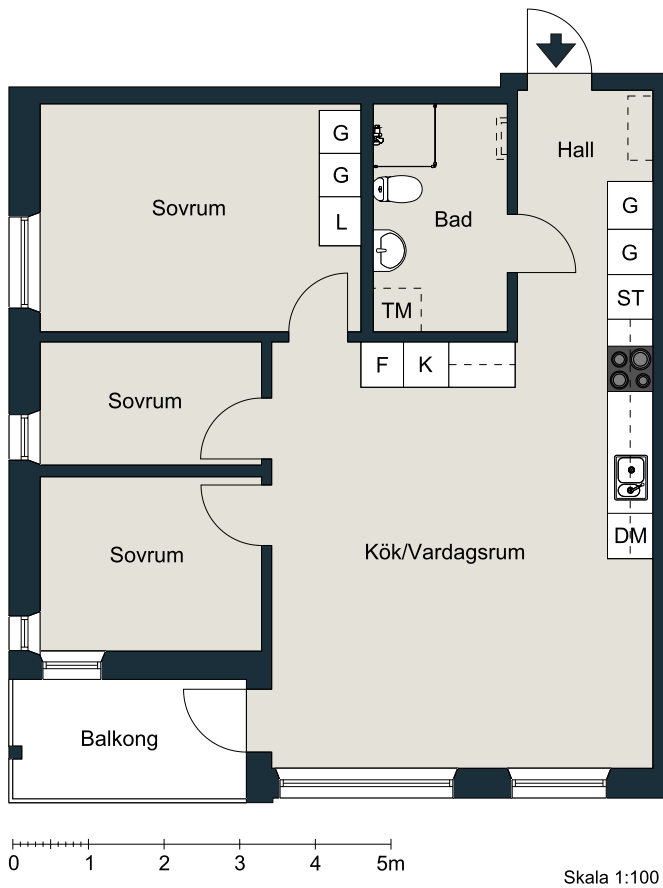 G
Hall
G
G
Sovrum
L
Bad
G
ST
TM
F
K
Sovrum
Sovrum
Kök/Vardagsrum
DM
Balkong
0 1 2 3 4 5m
Skala 1:100